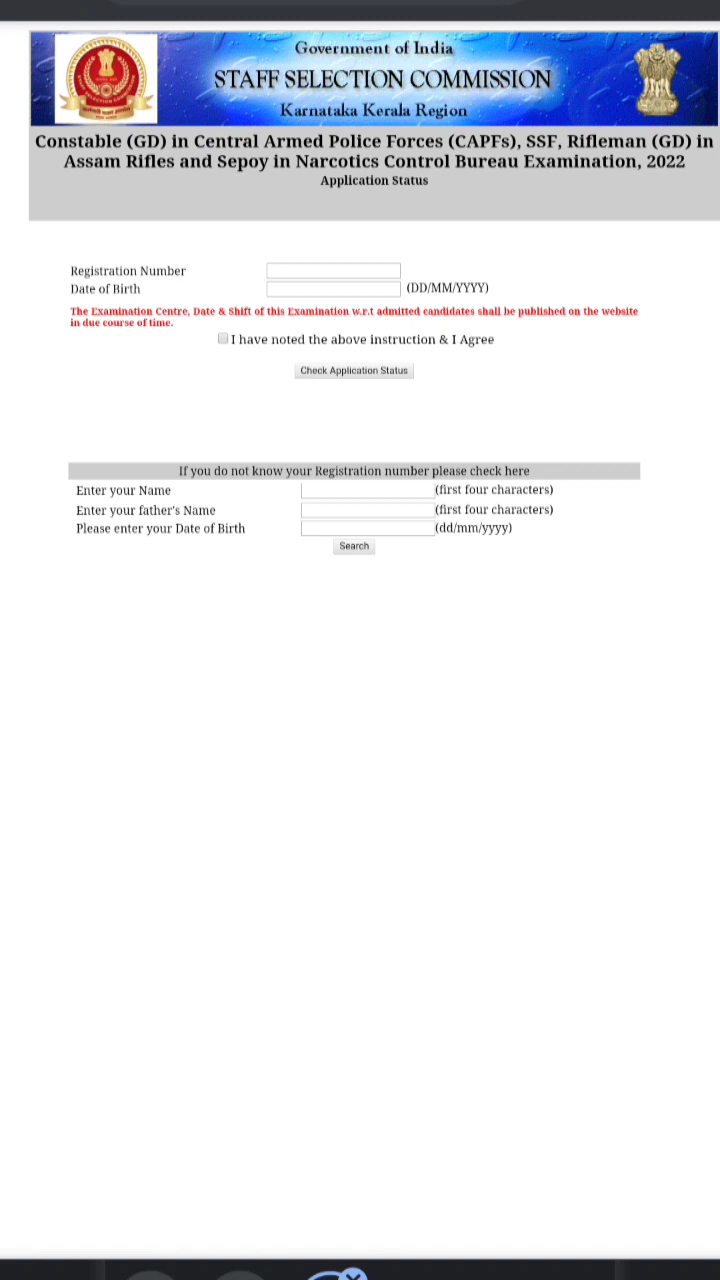 Government of India
STAFF SELECTION COMMISSION
Karnataka Kerala Region
Constable (GD) in Central Armed Police Forces (CAPFs), SSF, Rifleman (GD) in
Assam Rifles and Sepoy in Narcotics Control Bureau Examination, 2022
Application Status
Registration Number
Date of Birth (DD/MM/YYYY)
The Examination Centre, Date & Shift of this Examination w.r.t admitted candidates shall be published on the website
in due course of time.
I have noted the above instruction & I Agree
Check Application Status
If you do not know your Registration number please check here
Enter your Name (first four characters)
Enter your father's Name (first four characters)
Please enter your Date of Birth (dd/mm/yyyy)
Search